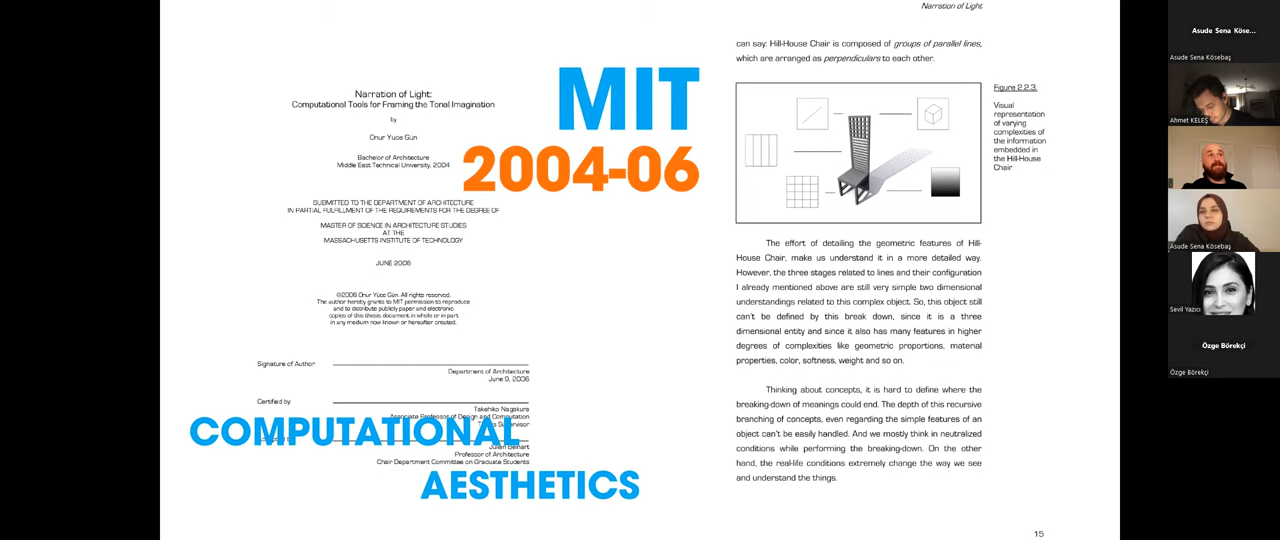 Narration of Light:
Computational Tools for Framing the Tonal Imagination
by
Onur Yüce Gün
Bachelor of Architecture
Middle East Technical University, 2004
SUBMITTED TO THE DEPARTMENT OF ARCHITECTURE
IN PARTIAL FULFILLMENT OF THE REQUIREMENTS FOR THE DEGREE OF
MASTER OF SCIENCE IN ARCHITECTURE STUDIES
AT THE
MASSACHUSETTS INSTITUTE OF TECHNOLOGY
JUNE 2006
©2006 Onur Yüce Gün. All rights reserved.
The author hereby grants to MIT permission to reproduce
and to distribute publicly paper and electronic
copies of this thesis document in whole or in part
in any medium now known or hereafter created.
Signature of Author
Department of Architecture
June 9, 2006
Certified by
Takehiko Nagakura
Associate Professor of Design and Computation
Supervisor
Julian Beinart
Professor of Architecture
Chair Department Committee on Graduate Students
MIT
2004-06
COMPUTATIONAL
AESTHETICS
Narration of Light
can say: Hill-House Chair is composed of groups of parallel lines,
which are arranged as perpendiculars to each other.
Figure 2.2.3.
Visual
representation
of varying
complexities of
the information
embedded in
the Hill-House
Chair
The effort of detailing the geometric features of Hill-
House Chair, make us understand it in a more detailed way.
However, the three stages related to lines and their configuration
I already mentioned above are still very simple two dimensional
understandings related to this complex object. So, this object still
can't be defined by this break down, since it is a three
dimensional entity and since it also has many features in higher
degrees of complexities like geometric proportions, material
properties, color, softness, weight and so on.
Thinking about concepts, it is hard to define where the
breaking-down of meanings could end. The depth of this recursive
branching of concepts, even regarding the simple features of an
object can't be easily handled. And we mostly think in neutralized
conditions while performing the breaking-down. On the other
hand, the real-life conditions extremely change the way we see
and understand the things.
15
Asude Sena Köse...
Asude Sena Kösebaş
Ahmet KELEŞ
Asude Sena Kösebaş
Sevil Yazıcı
Özge Börekçi
Özge Börekçi